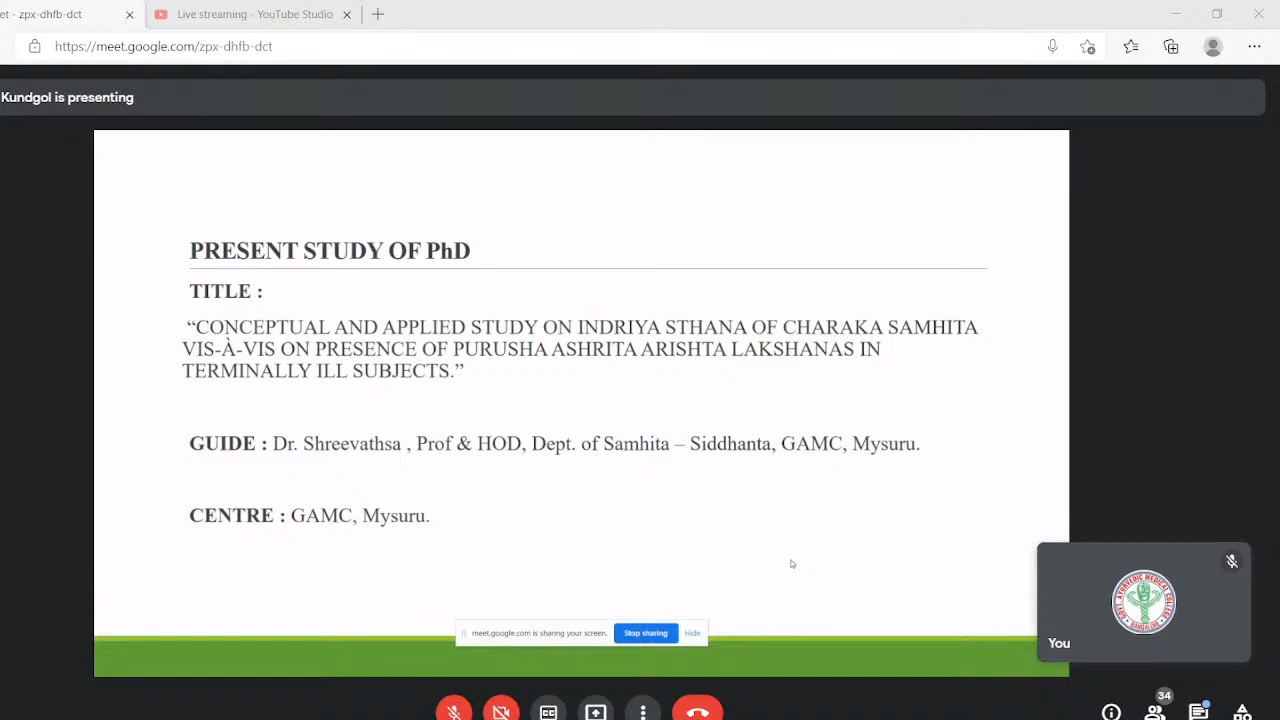 et - zpx-dhfb-dct
Live streaming - YouTube Studio
https://meet.google.com/zpx-dhfb-dct
Kundgol is presenting
PRESENT STUDY OF PhD
TITLE :
“CONCEPTUAL AND APPLIED STUDY ON INDRIYA STHANA OF CHARAKA SAMHITA
VIS-À-VIS ON PRESENCE OF PURUSHA ASHRITA ARISHTA LAKSHANAS IN
TERMINALLY ILL SUBJECTS.”
GUIDE : Dr. Shreevathsa , Prof & HOD, Dept. of Samhita – Siddhanta, GAMC, Mysuru.
CENTRE : GAMC, Mysuru.
meet.google.com is sharing your screen.
Stop sharing
Hide
You
34